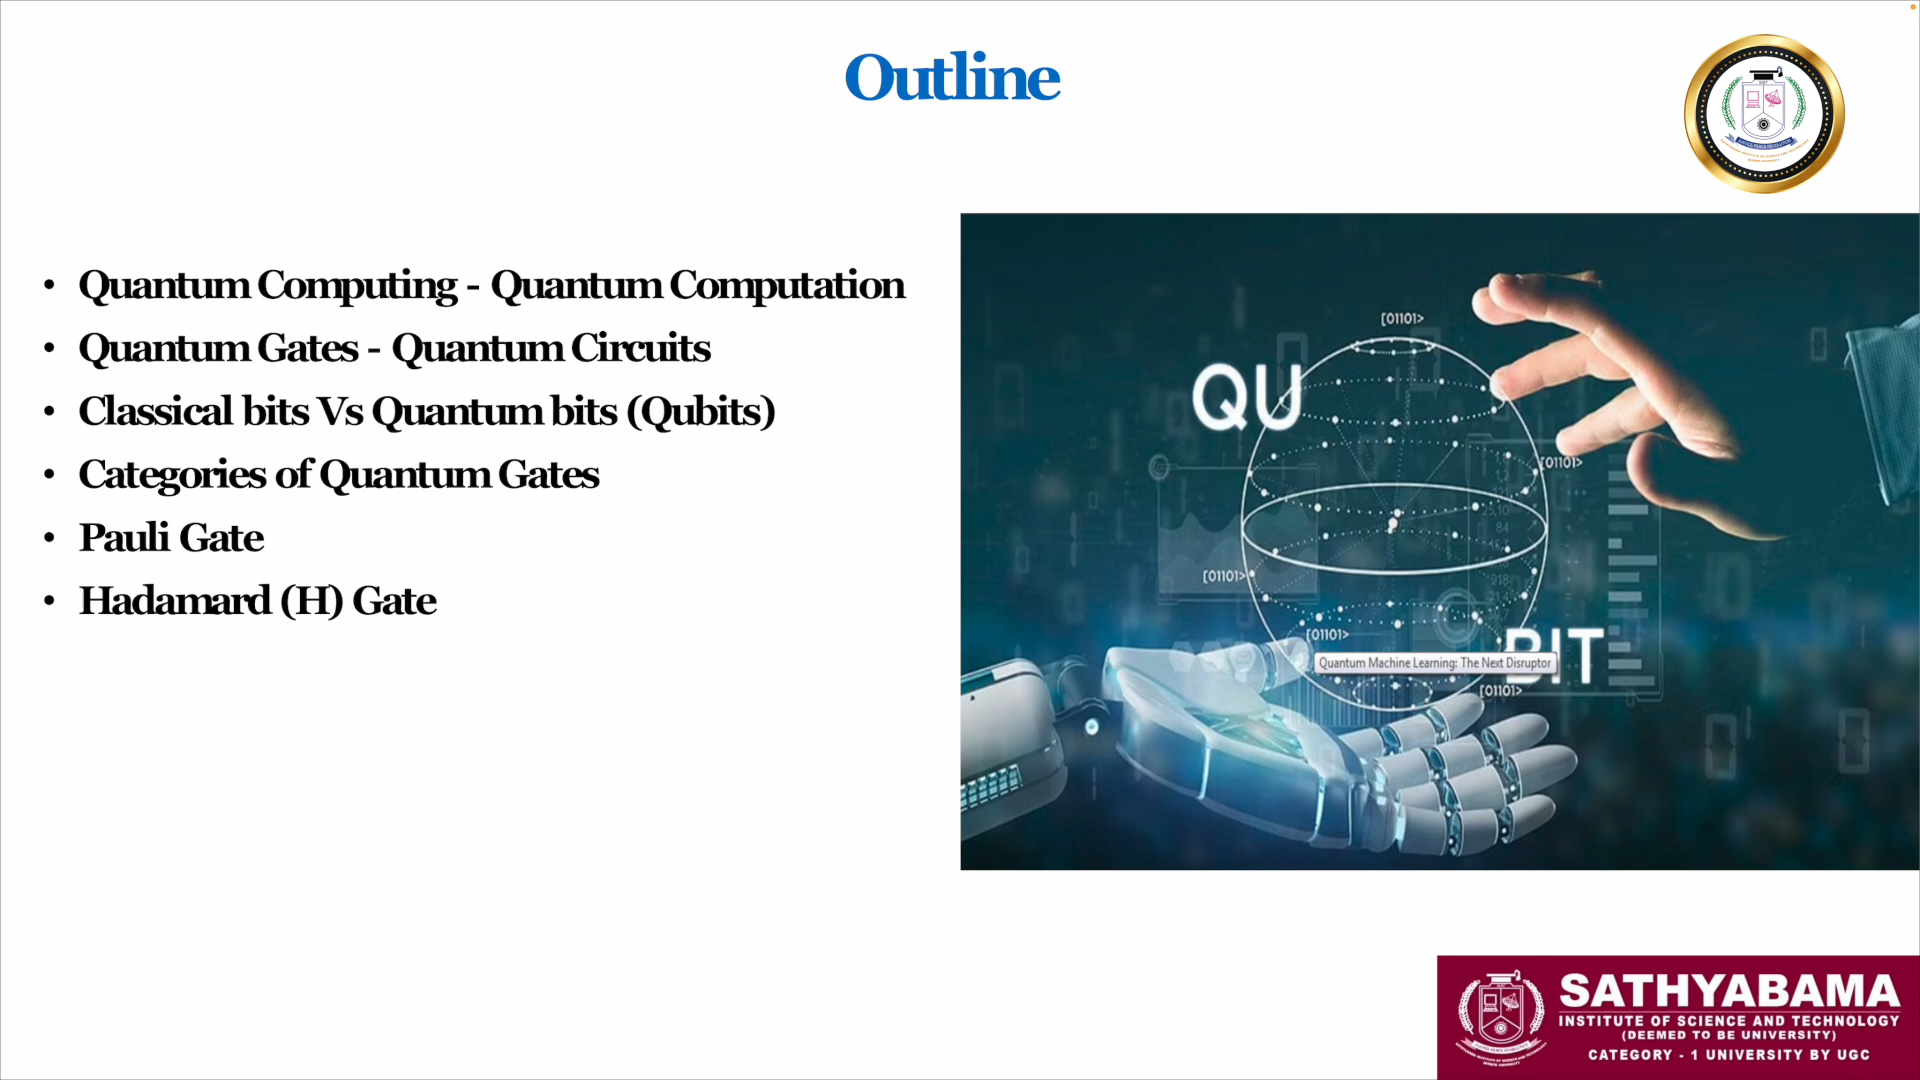 Outline
• Quantum Computing - Quantum Computation
• Quantum Gates - Quantum Circuits
• Classical bits Vs Quantum bits (Qubits)
• Categories of Quantum Gates
• Pauli Gate
• Hadamard (H) Gate
[01101>
QU
[01101>
[01101>
[01101>
BIT
Quantum Machine Learning: The Next Disruptor
[01101>
SATHYABAMA
INSTITUTE OF SCIENCE AND TECHNOLOGY
(DEEMED TO BE UNIVERSITY)
CATEGORY - 1 UNIVERSITY BY UGC